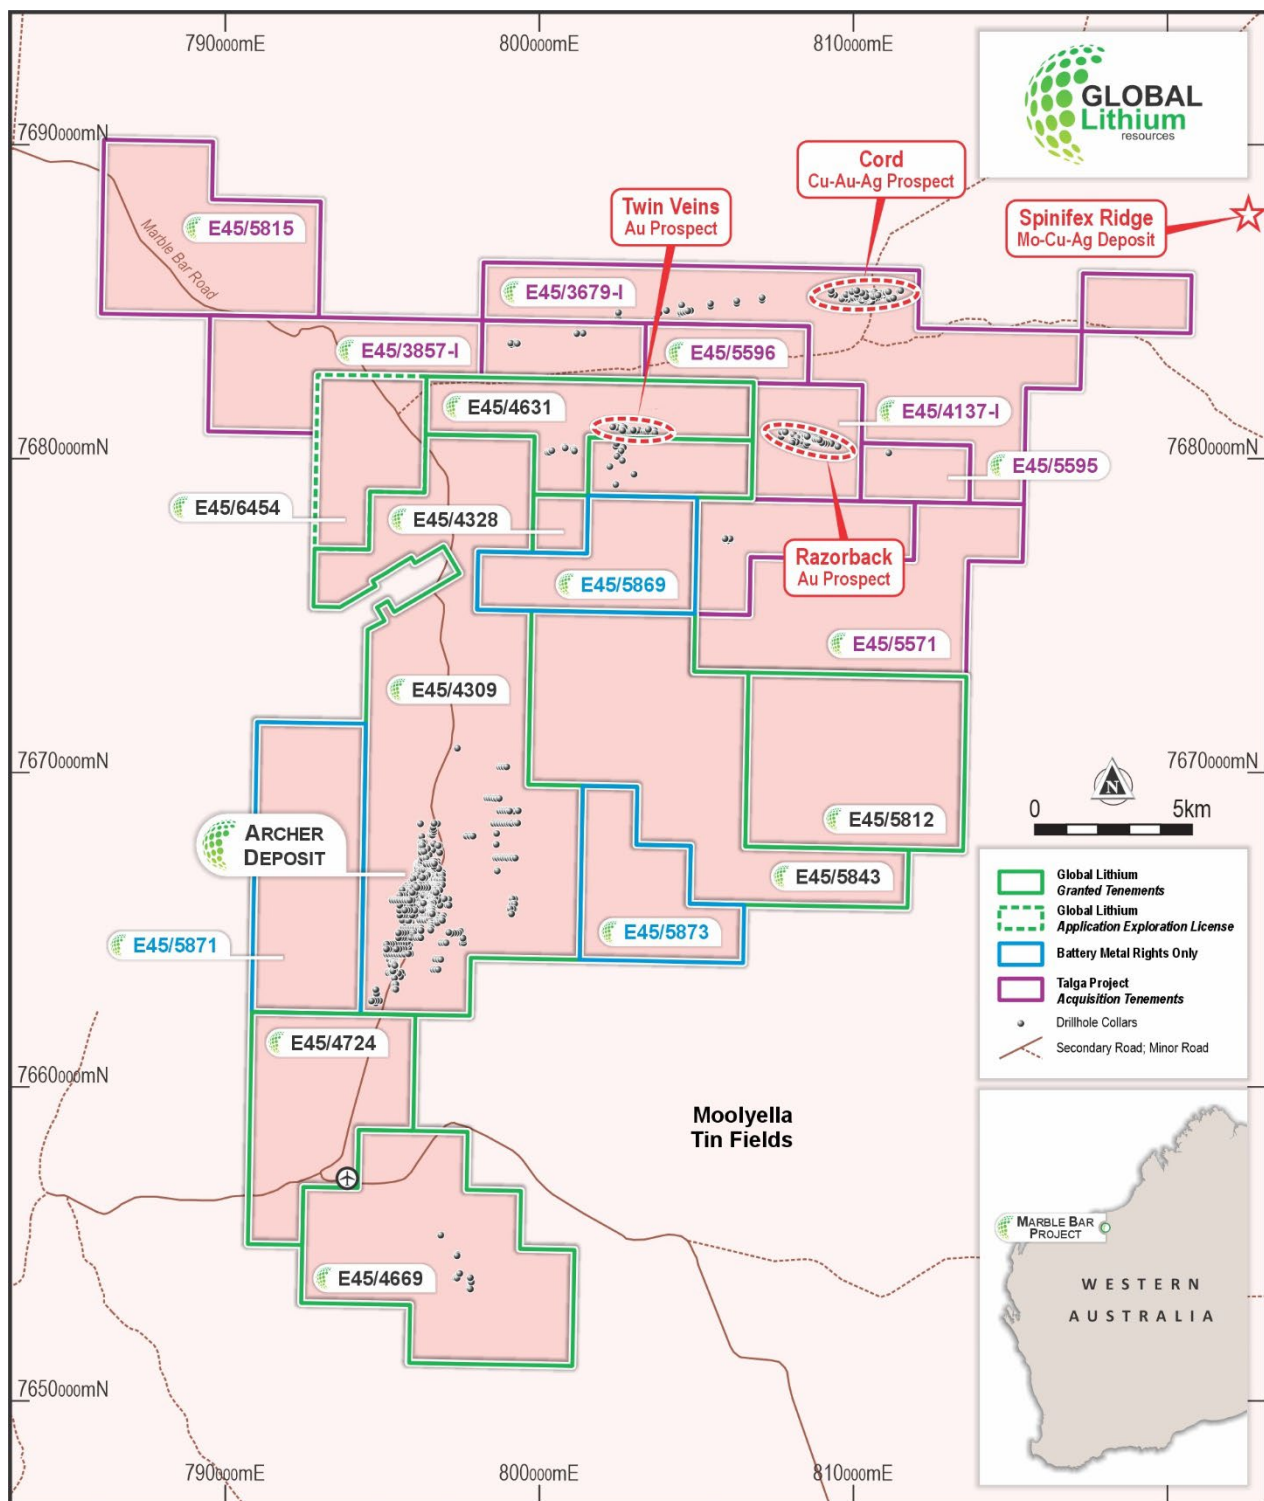 790000mE
800000mE
810000mE
GLOBAL
Lithium
resources
7690000mN
Cord
Cu-Au-Ag Prospect
Twin Veins
Au Prospect
Spinifex Ridge
Mo-Cu-Ag Deposit
E45/5815
Marble Bar Road
E45/3679-I
E45/3857-I
E45/5596
E45/4631
E45/4137-I
7680000mN
7680000mN
E45/5595
E45/6454
E45/4328
Razorback
Au Prospect
E45/5869
E45/5571
E45/4309
7670000mN
7670000mN
N
0
5km
E45/5812
ARCHER
DEPOSIT
E45/5843
E45/5871
E45/5873
Global Lithium
Granted Tenements
Global Lithium
Application Exploration License
Battery Metal Rights Only
Talga Project
Acquisition Tenements
Drillhole Collars
Secondary Road; Minor Road
E45/4724
7660000mN
Moolyella
Tin Fields
MARBLE BAR
PROJECT
E45/4669
WESTERN
AUSTRALIA
7650000mN
790000mE
800000mE
810000mE